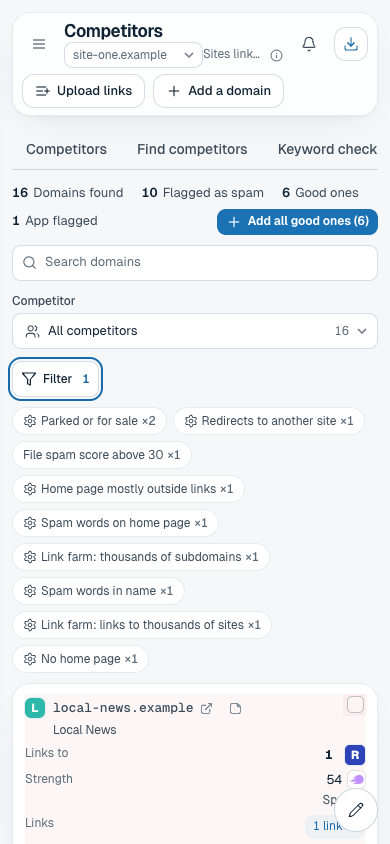 Competitors
site-one.example
Sites link...
Upload links
Add a domain
Competitors Find competitors Keyword check
16 Domains found 10 Flagged as spam 6 Good ones
1 App flagged
Add all good ones (6)
Search domains
Competitor
All competitors 16
Filter 1
Parked or for sale ×2
Redirects to another site ×1
File spam score above 30 ×1
Home page mostly outside links ×1
Spam words on home page ×1
Link farm: thousands of subdomains ×1
Spam words in name ×1
Link farm: links to thousands of sites ×1
No home page ×1
L local-news.example
Local News
Links to 1 R
Strength 54
Links 1 link